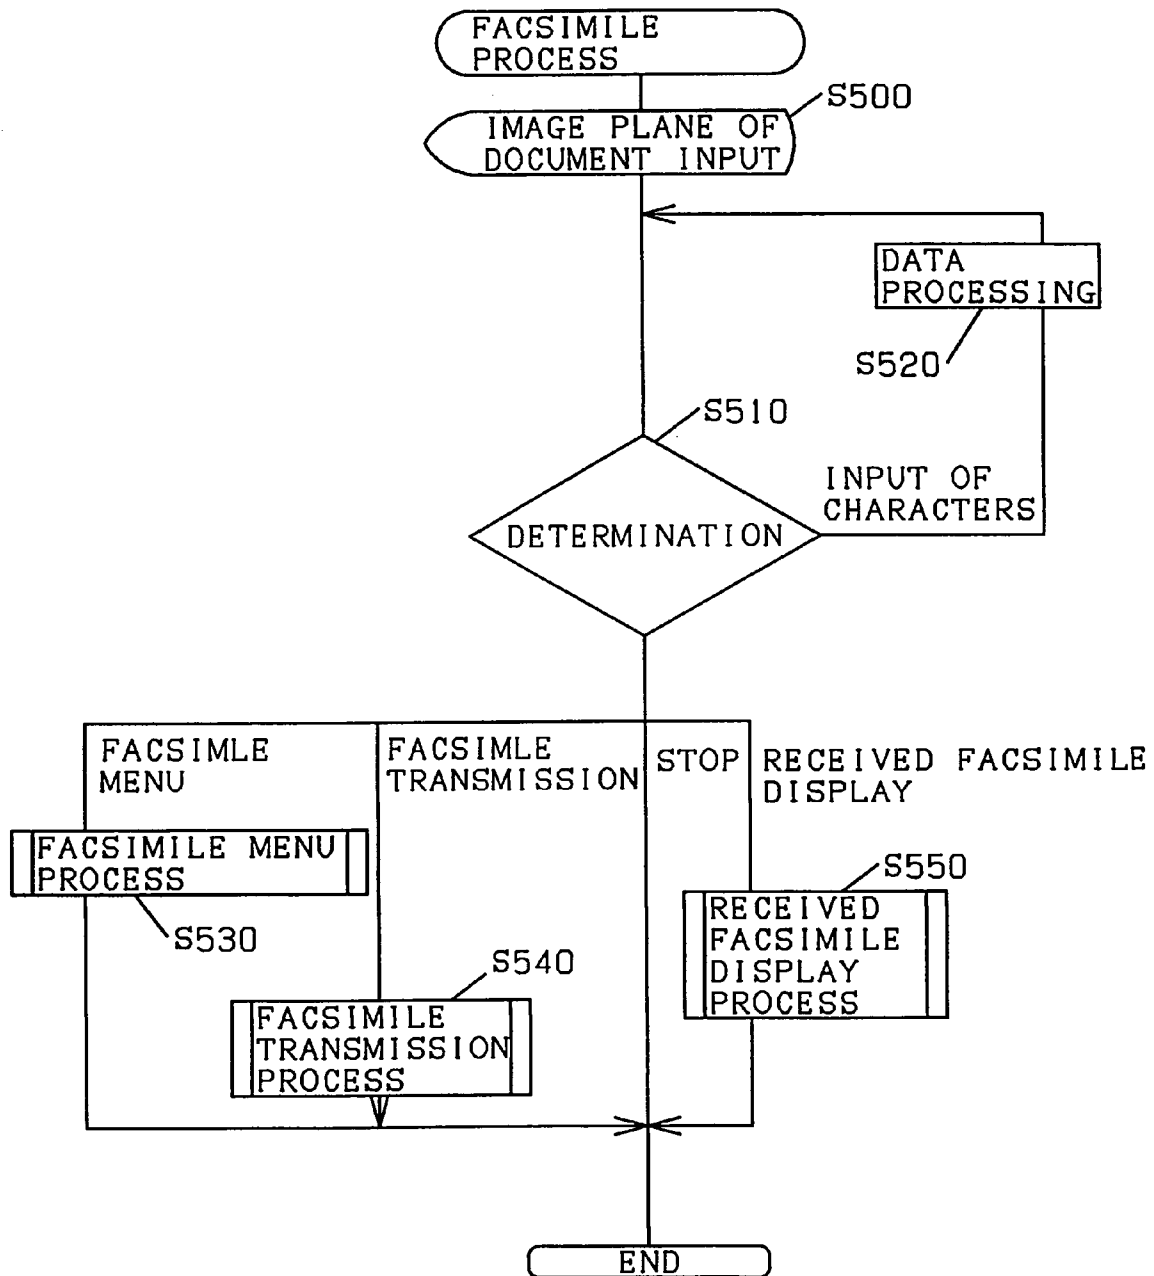 FACSIMILE
PROCESS
S500
IMAGE PLANE OF
DOCUMENT INPUT
DATA
PROCESSING
S520
S510
INPUT OF
CHARACTERS
DETERMINATION
FACSIMLE
MENU
FACSIMLE
TRANSMISSION
STOP
RECEIVED FACSIMILE
DISPLAY
FACSIMILE MENU
PROCESS
S530
S550
RECEIVED
FACSIMILE
DISPLAY
PROCESS
S540
FACSIMILE
TRANSMISSION
PROCESS
END